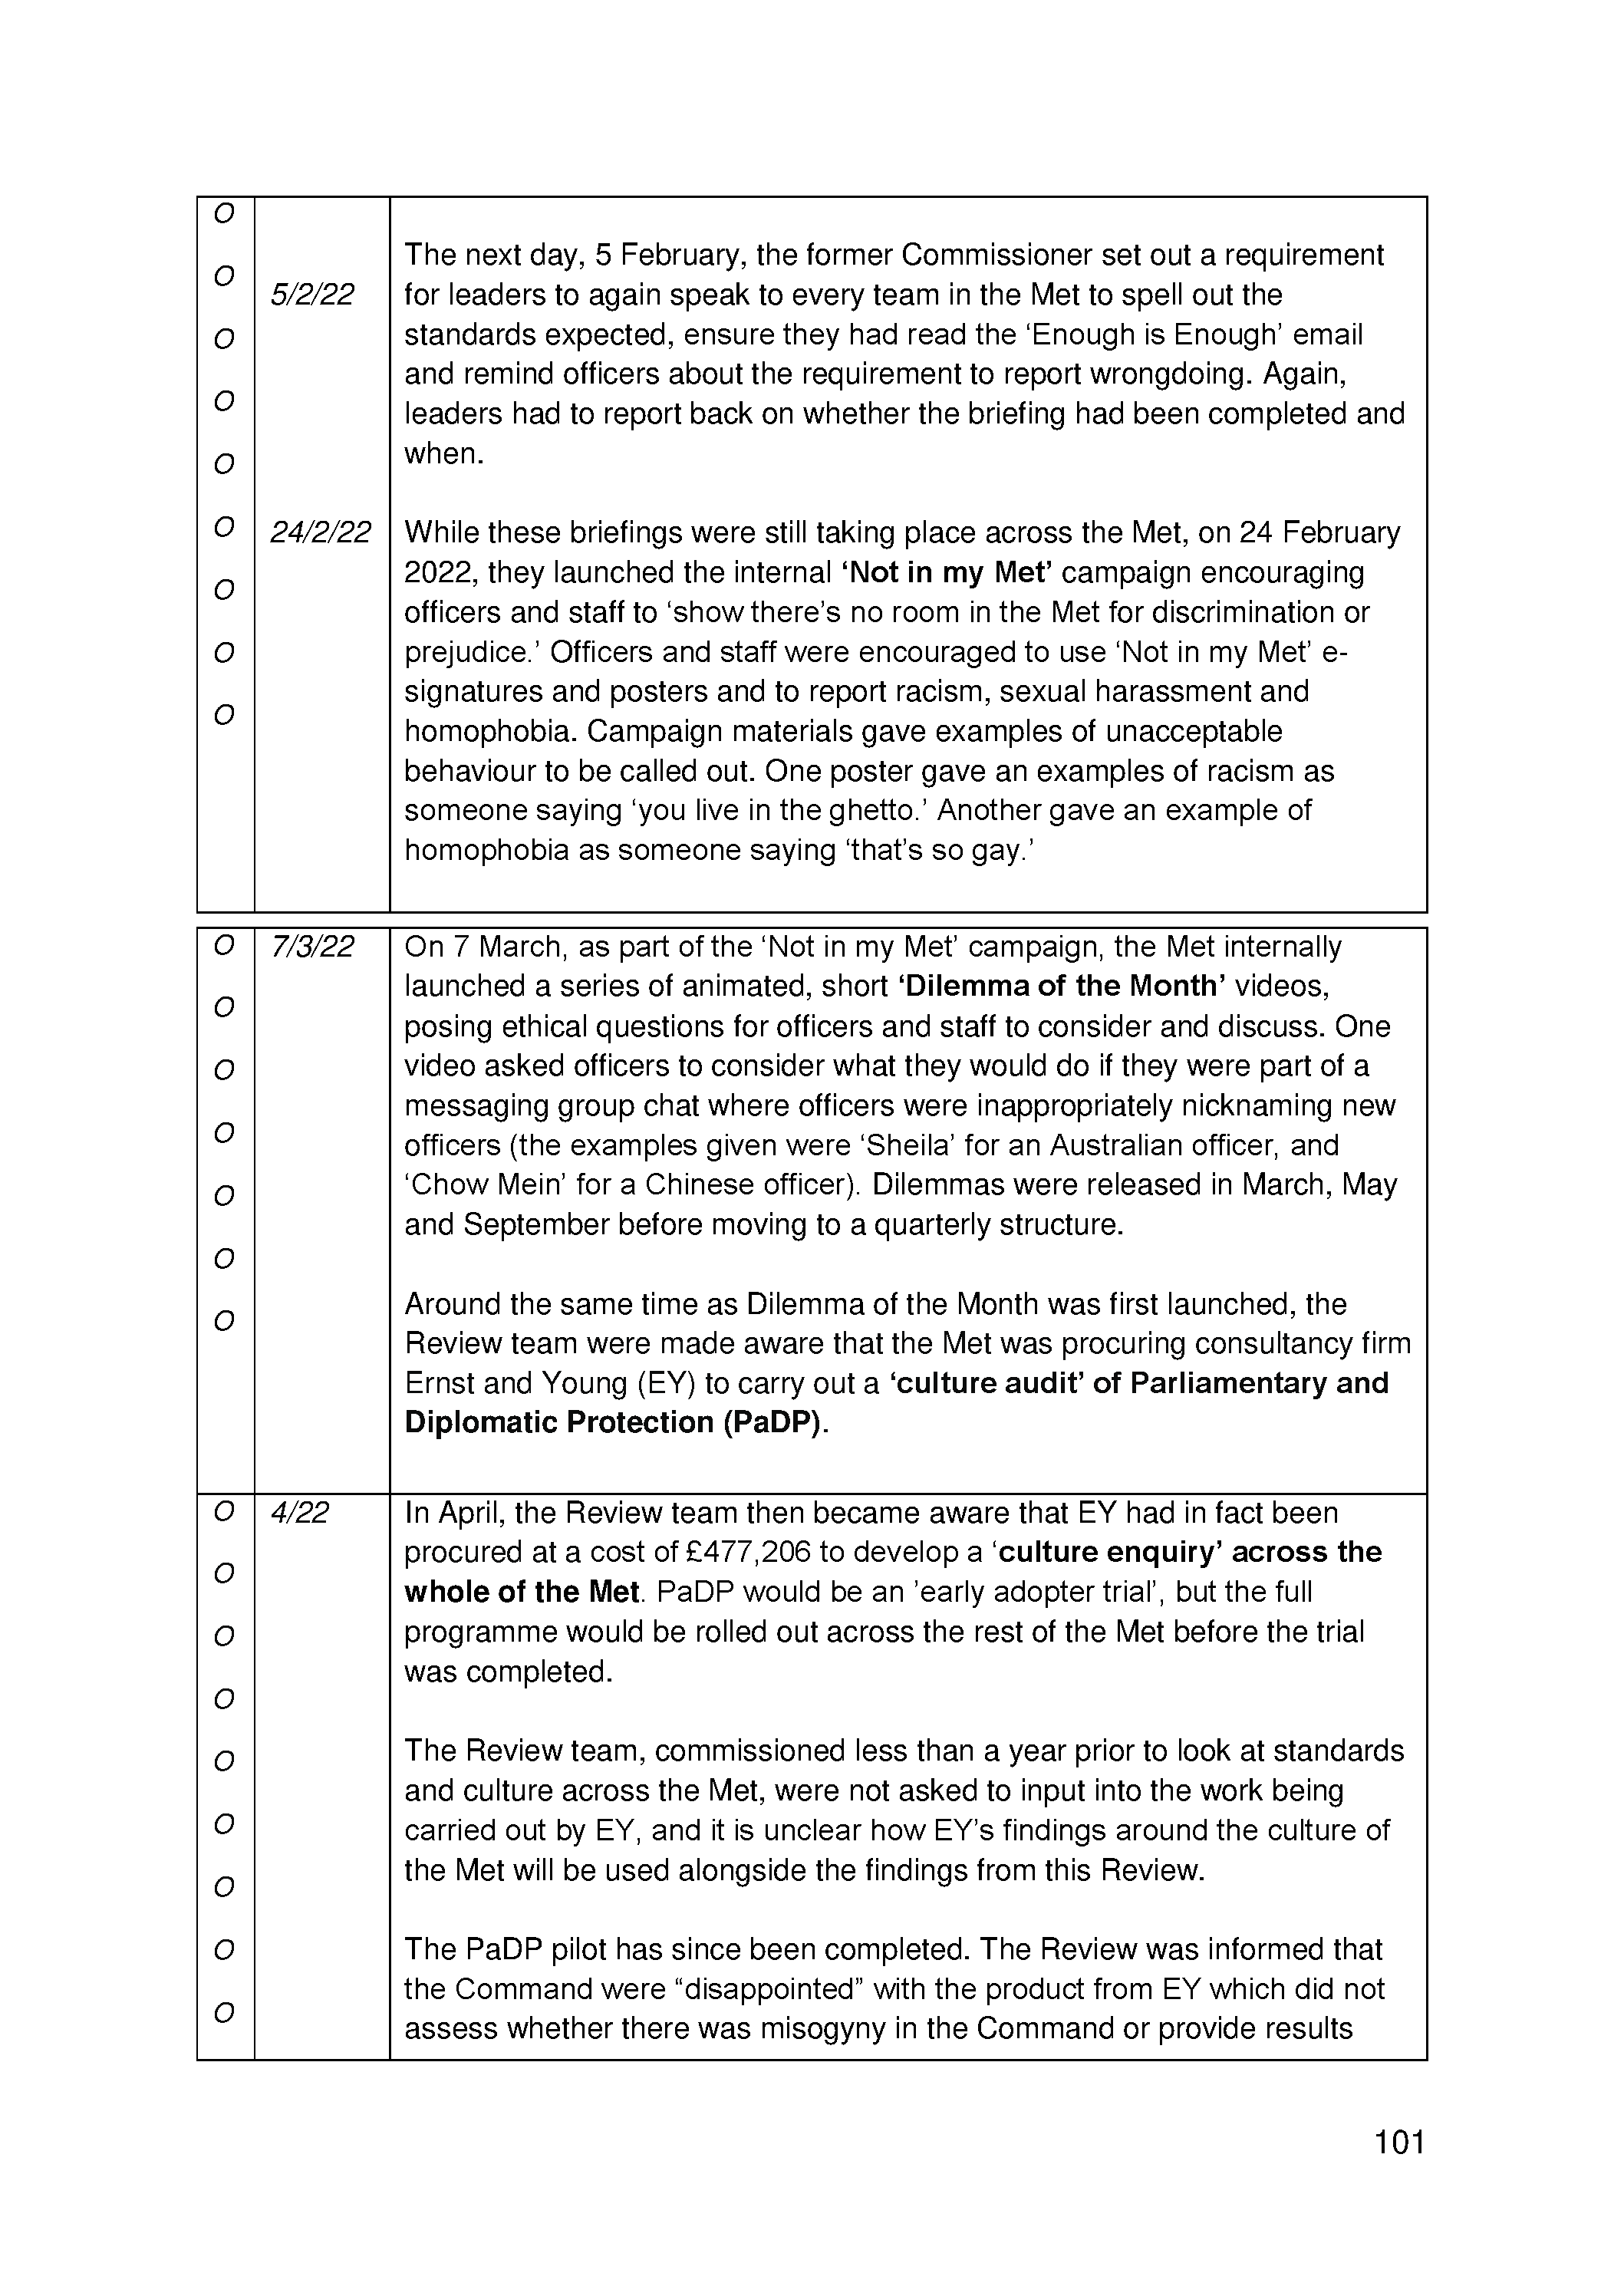 O
O
O
O
O
O
O
O
O
5/2/22
24/2/22
The next day, 5 February, the former Commissioner set out a requirement
for leaders to again speak to every team in the Met to spell out the
standards expected, ensure they had read the ‘Enough is Enough’ email
and remind officers about the requirement to report wrongdoing. Again,
leaders had to report back on whether the briefing had been completed and
when.
While these briefings were still taking place across the Met, on 24 February
2022, they launched the internal ‘Not in my Met’ campaign encouraging
officers and staff to ‘show there’s no room in the Met for discrimination or
prejudice.’ Officers and staff were encouraged to use ‘Not in my Met’ e-
signatures and posters and to report racism, sexual harassment and
homophobia. Campaign materials gave examples of unacceptable
behaviour to be called out. One poster gave an examples of racism as
someone saying ‘you live in the ghetto.’ Another gave an example of
homophobia as someone saying ‘that’s so gay.’
O
O
O
O
O
O
O
7/3/22
On 7 March, as part of the ‘Not in my Met’ campaign, the Met internally
launched a series of animated, short ‘Dilemma of the Month’ videos,
posing ethical questions for officers and staff to consider and discuss. One
video asked officers to consider what they would do if they were part of a
messaging group chat where officers were inappropriately nicknaming new
officers (the examples given were ‘Sheila’ for an Australian officer, and
‘Chow Mein’ for a Chinese officer). Dilemmas were released in March, May
and September before moving to a quarterly structure.
Around the same time as Dilemma of the Month was first launched, the
Review team were made aware that the Met was procuring consultancy firm
Ernst and Young (EY) to carry out a ‘culture audit’ of Parliamentary and
Diplomatic Protection (PaDP).
O
O
O
O
O
O
O
O
O
4/22
In April, the Review team then became aware that EY had in fact been
procured at a cost of £477,206 to develop a ‘culture enquiry’ across the
whole of the Met. PaDP would be an ’early adopter trial’, but the full
programme would be rolled out across the rest of the Met before the trial
was completed.
The Review team, commissioned less than a year prior to look at standards
and culture across the Met, were not asked to input into the work being
carried out by EY, and it is unclear how EY’s findings around the culture of
the Met will be used alongside the findings from this Review.
The PaDP pilot has since been completed. The Review was informed that
the Command were “disappointed” with the product from EY which did not
assess whether there was misogyny in the Command or provide results
101